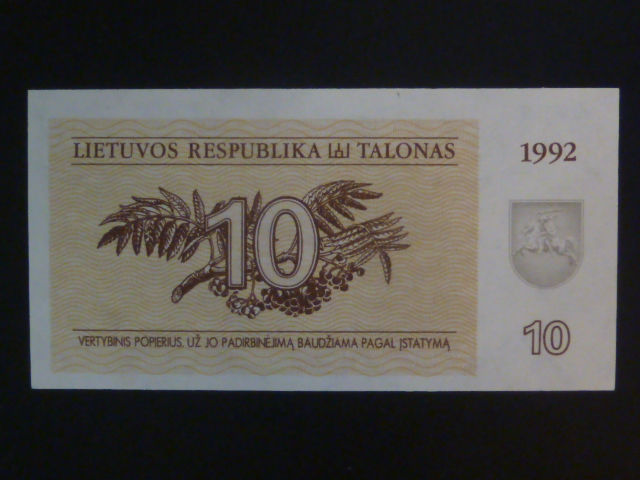 LIETUVOS RESPUBLIKA TALONAS
1992
10
VERTYBINIS POPIERIUS. UŽ JO PADIRBINĖJIMĄ BAUDŽIAMA PAGAL ĮSTATYMĄ
10